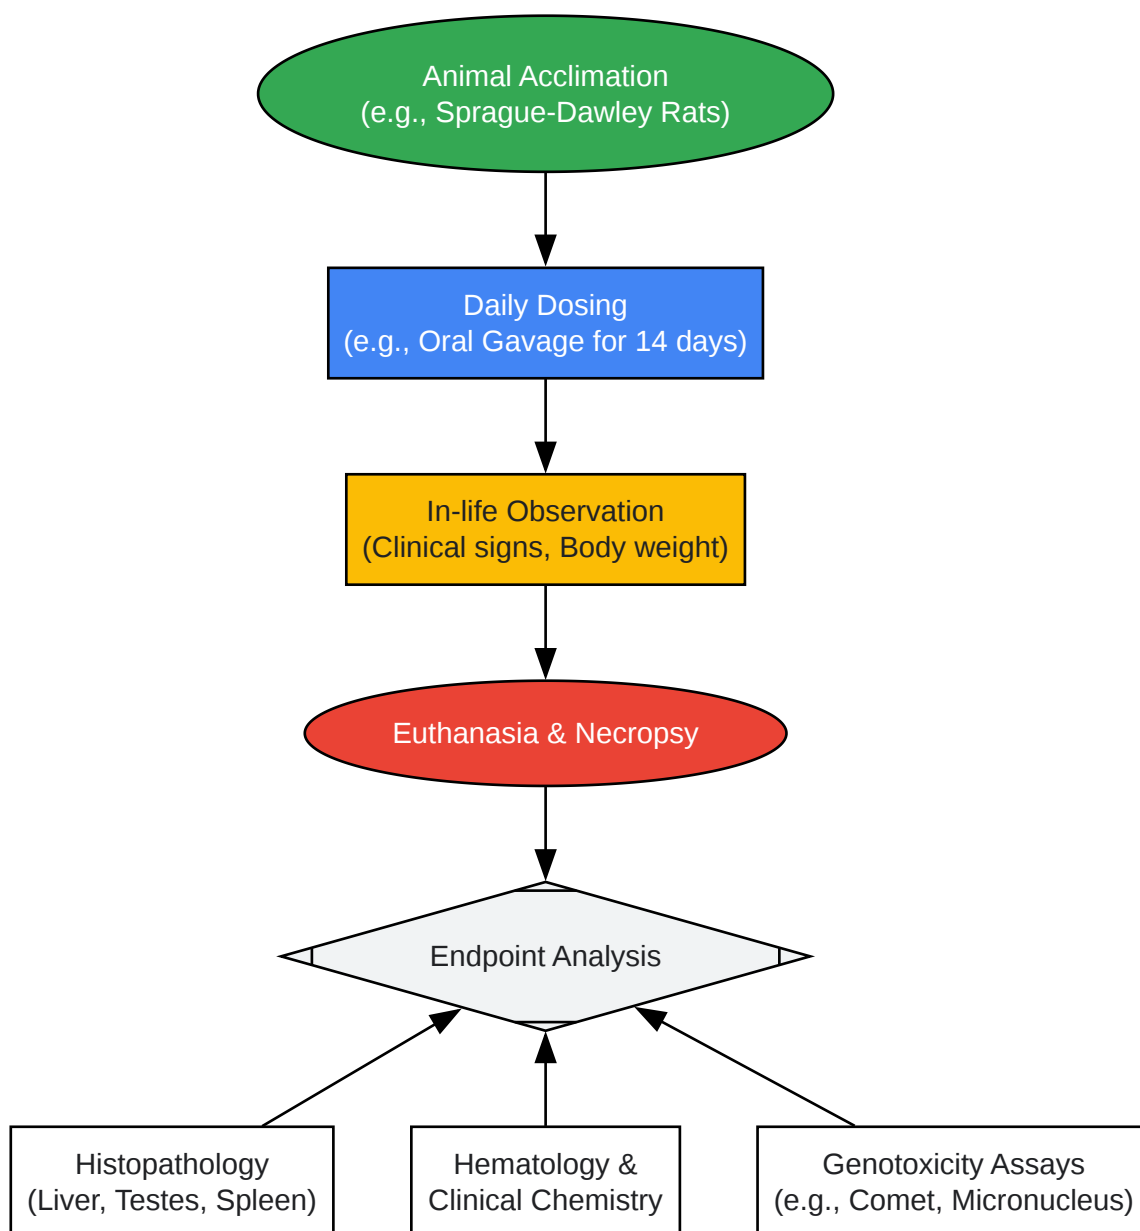 Animal Acclimation
(e.g., Sprague-Dawley Rats)
Daily Dosing
(e.g., Oral Gavage for 14 days)
In-life Observation
(Clinical signs, Body weight)
Euthanasia & Necropsy
Endpoint Analysis
Histopathology
(Liver, Testes, Spleen)
Hematology &
Clinical Chemistry
Genotoxicity Assays
(e.g., Comet, Micronucleus)